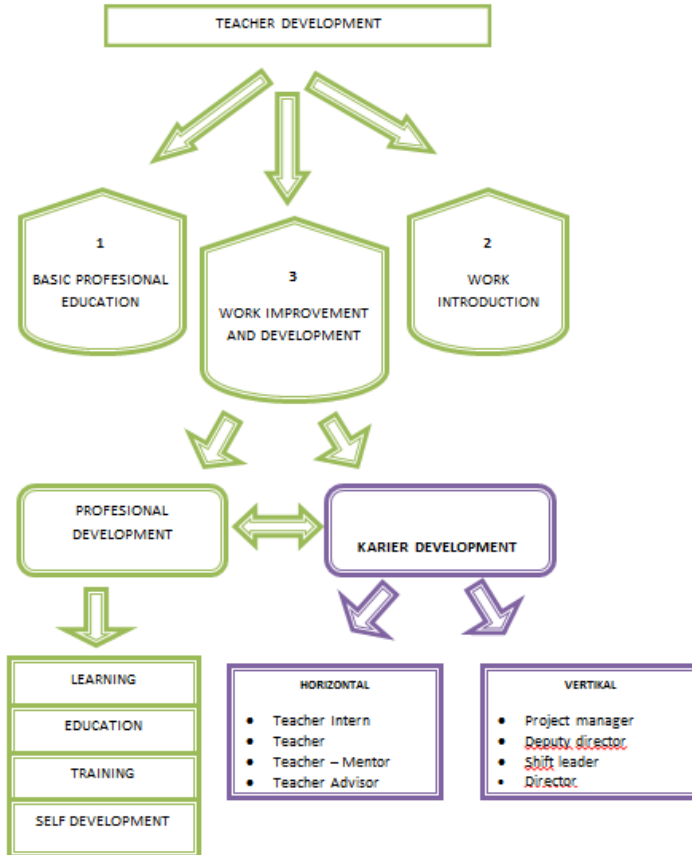 TEACHER DEVELOPMENT
1
BASIC PROFESIONAL
EDUCATION
3
WORK IMPROVEMENT
AND DEVELOPMENT
2
WORK
INTRODUCTION
PROFESIONAL
DEVELOPMENT
KARIER DEVELOPMENT
LEARNING
EDUCATION
TRAINING
SELF DEVELOPMENT
HORIZONTAL
● Teacher Intern
● Teacher
● Teacher – Mentor
● Teacher Advisor
VERTIKAL
● Project manager
● Deputy director
● Shift leader
● Director